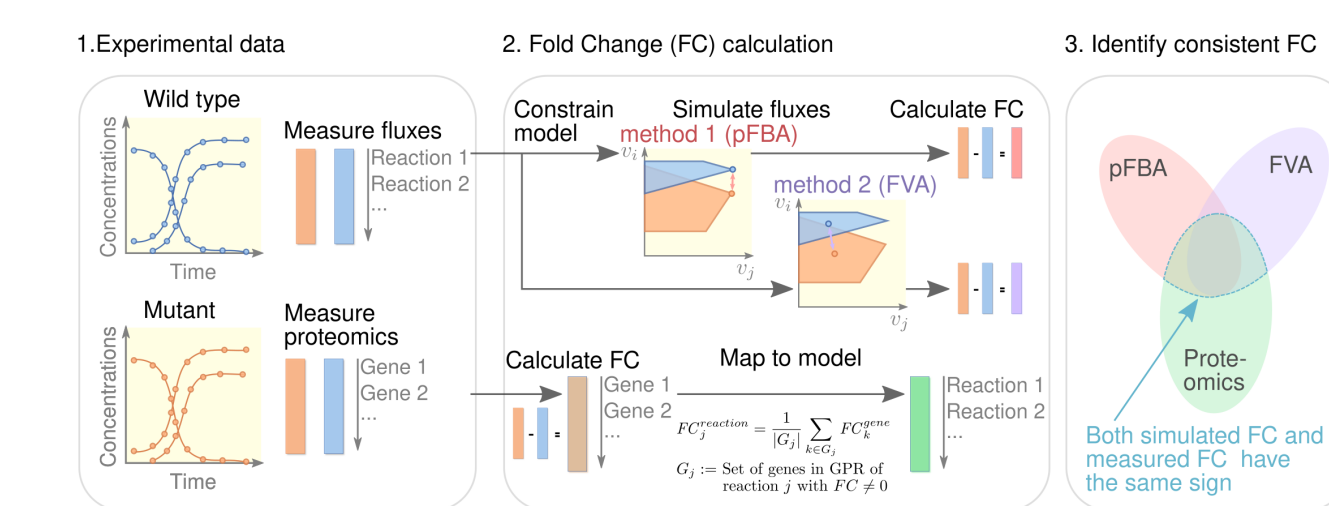 1.Experimental data
Wild type
Concentrations
Time
Measure fluxes
Reaction 1
Reaction 2
...
Mutant
Concentrations
Time
Measure
proteomics
Gene 1
Gene 2
...
2. Fold Change (FC) calculation
Constrain
model
Simulate fluxes
method 1 (pFBA)
v_i
v_j
method 2 (FVA)
v_i
v_j
Calculate FC
- =
- =
Calculate FC
- =
Gene 1
Gene 2
...
Map to model
FC_j^{reaction} = \frac{1}{|G_j|} \sum_{k∈G_j} FC_k^{gene}
G_j := Set of genes in GPR of
reaction j with FC ≠ 0
Reaction 1
Reaction 2
...
3. Identify consistent FC
pFBA
FVA
Prote-
omics
Both simulated FC and
measured FC have
the same sign